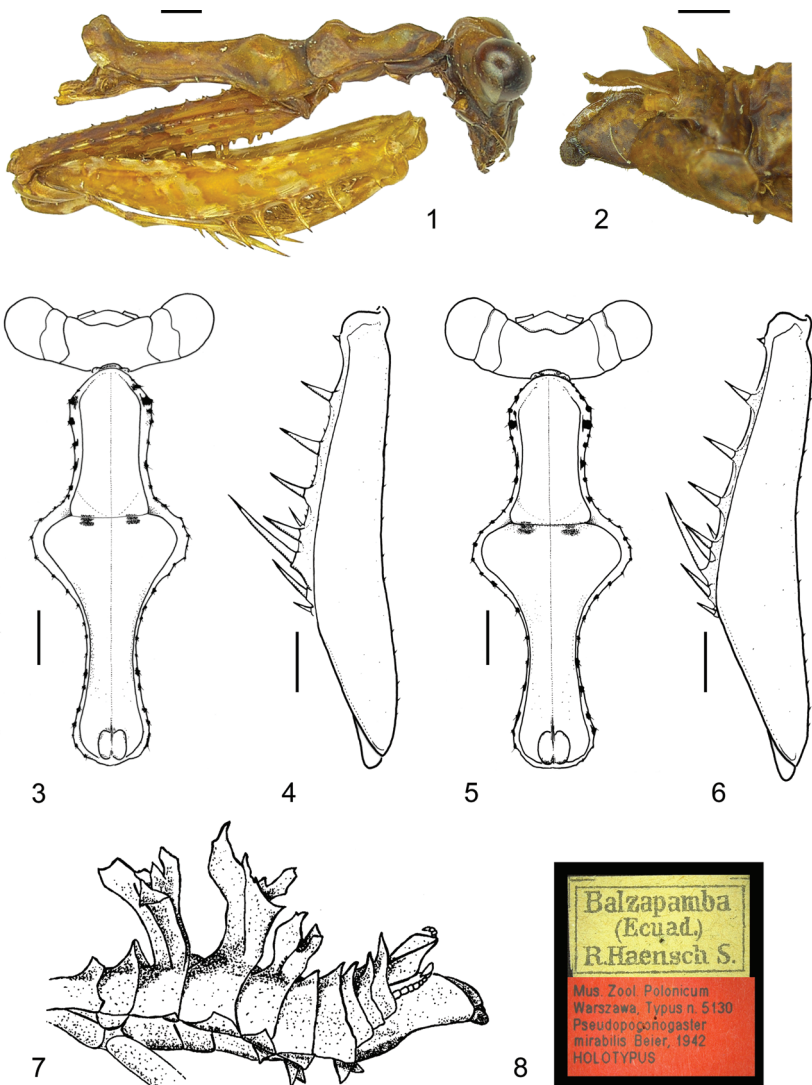 1
2
3
4
5
6
7
8
Balzapamba
(Ecuad.)
R.Haensch S.
Mus. Zool. Polonicum
Warszawa, Typus n. 5130
Pseudopogonogaster
mirabilis Beier, 1942
HOLOTYPUS